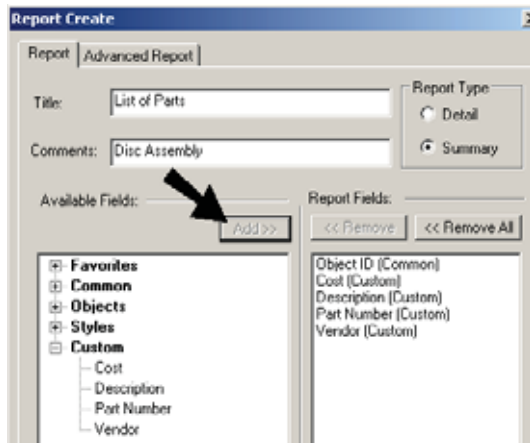 Report Create
Report Advanced Report
Title: List of Parts
Report Type
Detail
Comments: Disc Assembly
Summary
Available Fields:
Add >>
Favorites
Common
Objects
Styles
Custom
Cost
Description
Part Number
Vendor
Report Fields:
<< Remove << Remove All
Object ID (Common)
Cost (Custom)
Description (Custom)
Part Number (Custom)
Vendor (Custom)